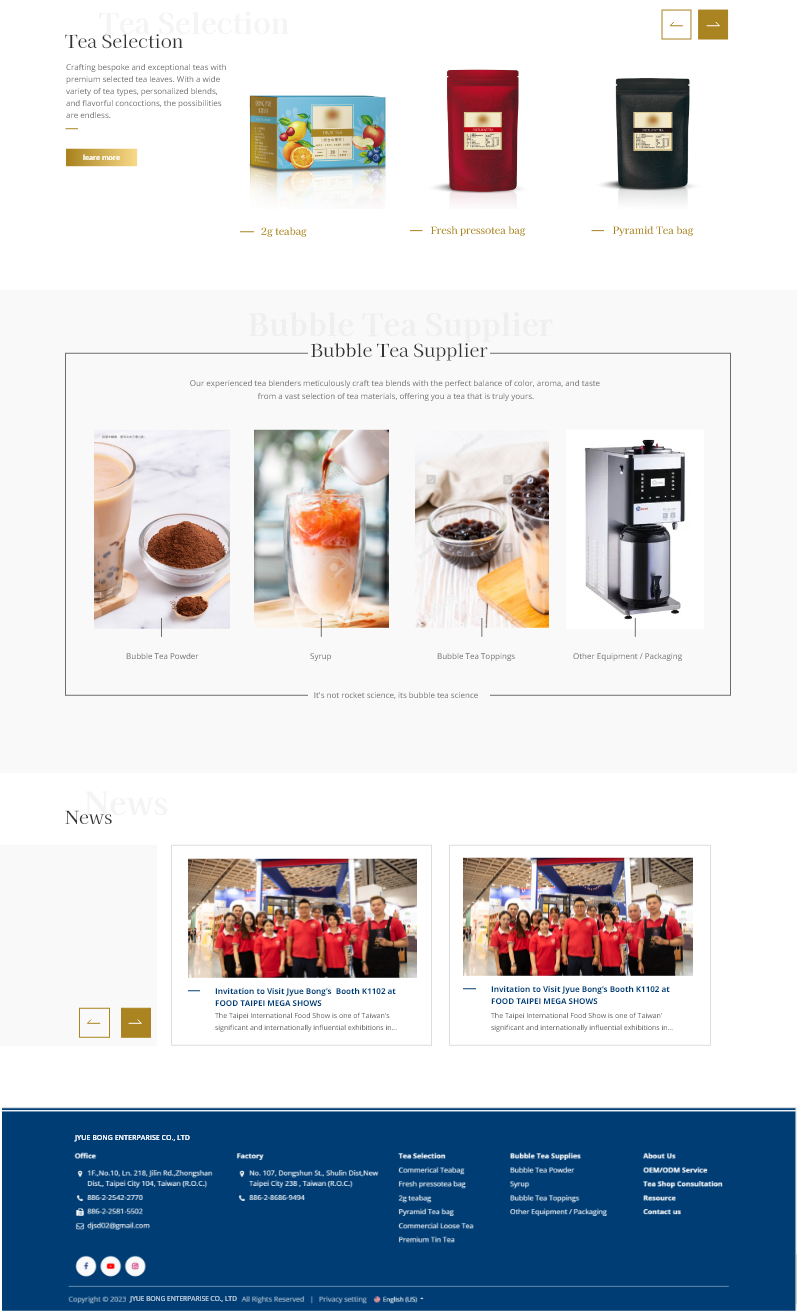 Tea Selection
Tea Selection
Crafting bespoke and exceptional teas with
premium selected tea leaves. With a wide
variety of tea types, personalized blends,
and flavorful concoctions, the possibilities
are endless.
leare more
FRUIT TEA
2g teabag
Fresh pressotea bag
Pyramid Tea bag
Bubble Tea Supplier
Bubble Tea Supplier
Our experienced tea blenders meticulously craft tea blends with the perfect balance of color, aroma, and taste
from a vast selection of tea materials, offering you a tea that is truly yours.
Bubble Tea Powder
Syrup
Bubble Tea Toppings
Other Equipment / Packaging
It's not rocket science, its bubble tea science
News
News
Invitation to Visit Jyue Bong's Booth K1102 at
FOOD TAIPEI MEGA SHOWS
The Taipei International Food Show is one of Taiwan's
significant and internationally influential exhibitions in...
Invitation to Visit Jyue Bong's Booth K1102 at
FOOD TAIPEI MEGA SHOWS
The Taipei International Food Show is one of Taiwan'
significant and internationally influential exhibitions in...
JYUE BONG ENTERPARISE CO., LTD
Office
1F.,No.10, Ln. 218, Jilin Rd.,Zhongshan
Dist,, Taipei City 104, Taiwan (R.O.C.)
886-2-2542-2770
886-2-2581-5502
djsd02@gmail.com
Factory
No. 107, Dongshun St., Shulin Dist,New
Taipei City 238 , Taiwan (R.O.C.)
886-2-8686-9494
Tea Selection
Commerical Teabag
Fresh pressotea bag
2g teabag
Pyramid Tea bag
Commercial Loose Tea
Premium Tin Tea
Bubble Tea Supplies
Bubble Tea Powder
Syrup
Bubble Tea Toppings
Other Equipment / Packaging
About Us
OEM/ODM Service
Tea Shop Consultation
Resource
Contact us
Copyright © 2023 JYUE BONG ENTERPARISE CO., LTD All Rights Reserved | Privacy setting English (US)